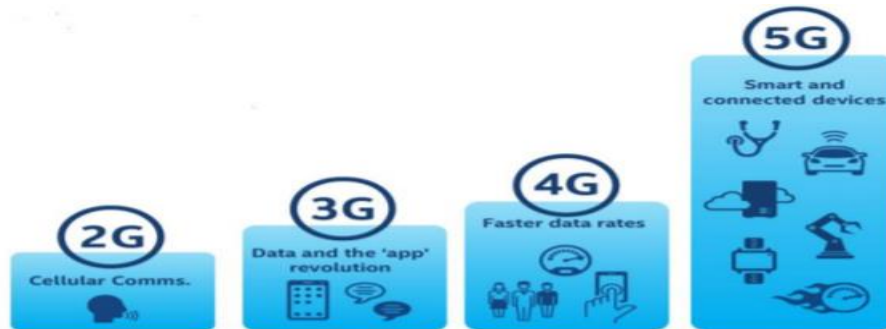 2G
Cellular Comms.
3G
Data and the 'app'
revolution
4G
Faster data rates
5G
Smart and
connected devices